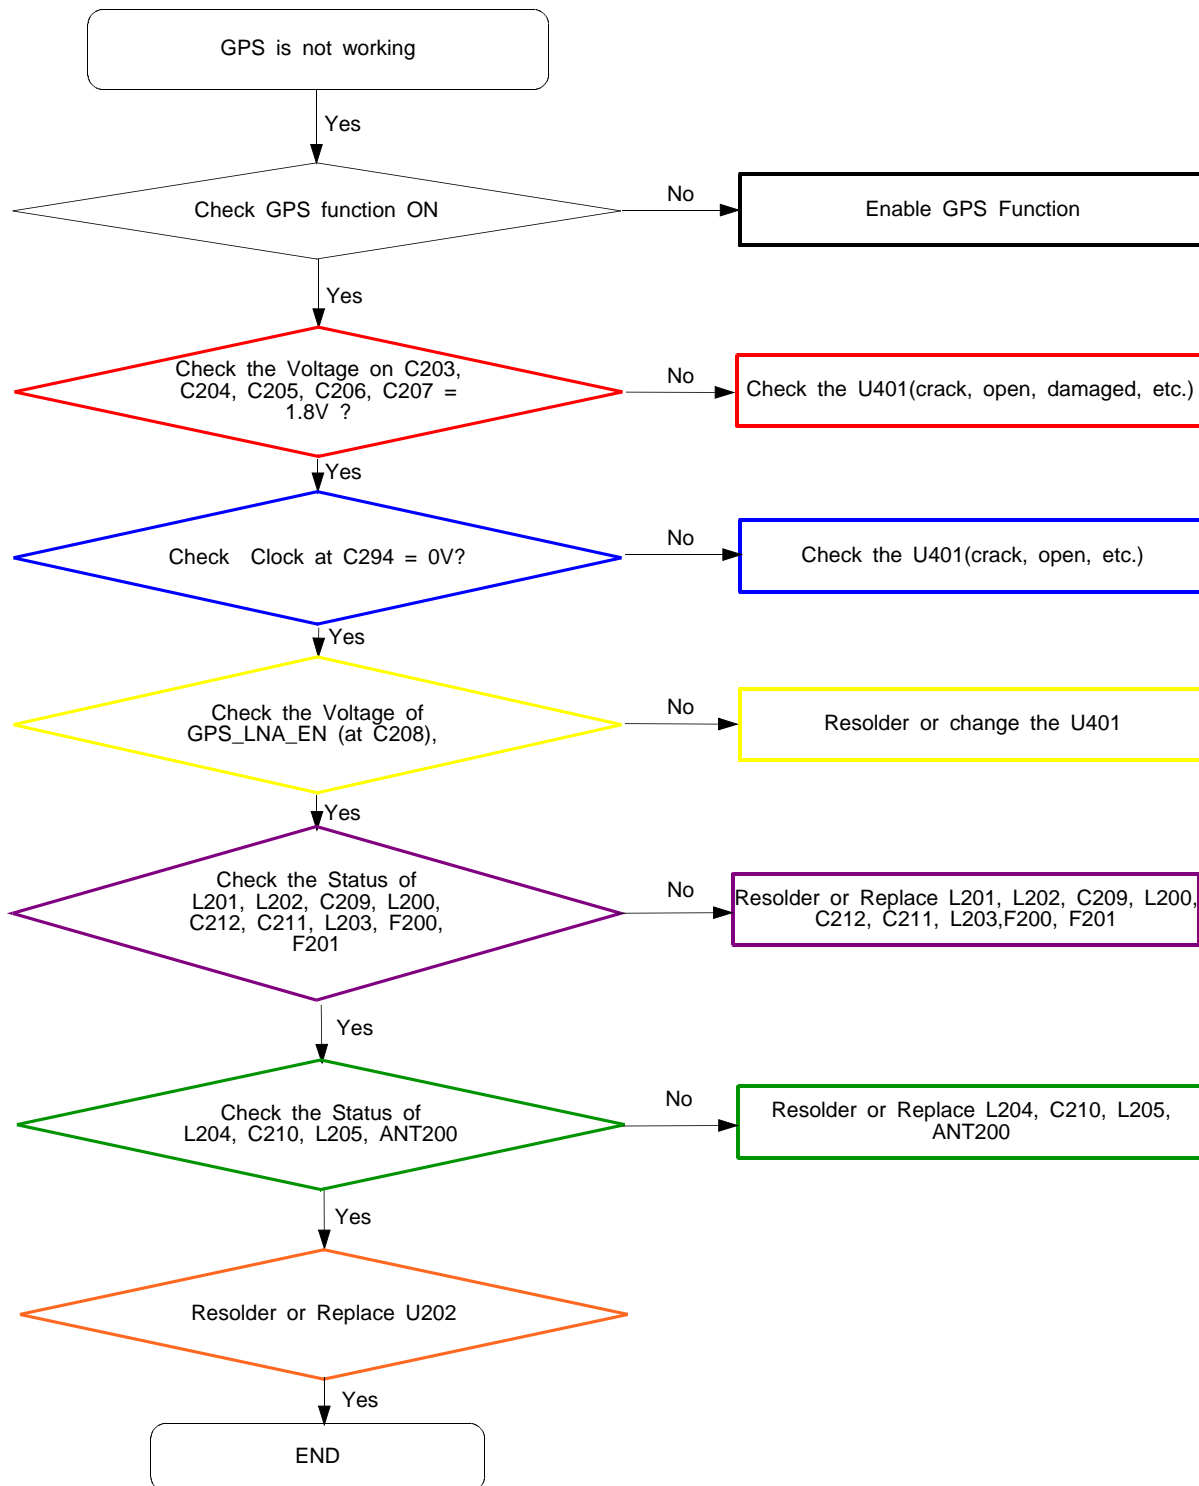 GPS is not working
Yes
Check GPS function ON
No
Enable GPS Function
Yes
Check the Voltage on C203,
C204, C205, C206, C207 =
1.8V ?
No
Check the U401(crack, open, damaged, etc.)
Yes
Check Clock at C294 = 0V?
No
Check the U401(crack, open, etc.)
Yes
Check the Voltage of
GPS_LNA_EN (at C208),
No
Resolder or change the U401
Yes
Check the Status of
L201, L202, C209, L200,
C212, C211, L203, F200,
F201
No
Resolder or Replace L201, L202, C209, L200,
C212, C211, L203,F200, F201
Yes
Check the Status of
L204, C210, L205, ANT200
No
Resolder or Replace L204, C210, L205,
ANT200
Yes
Resolder or Replace U202
Yes
END